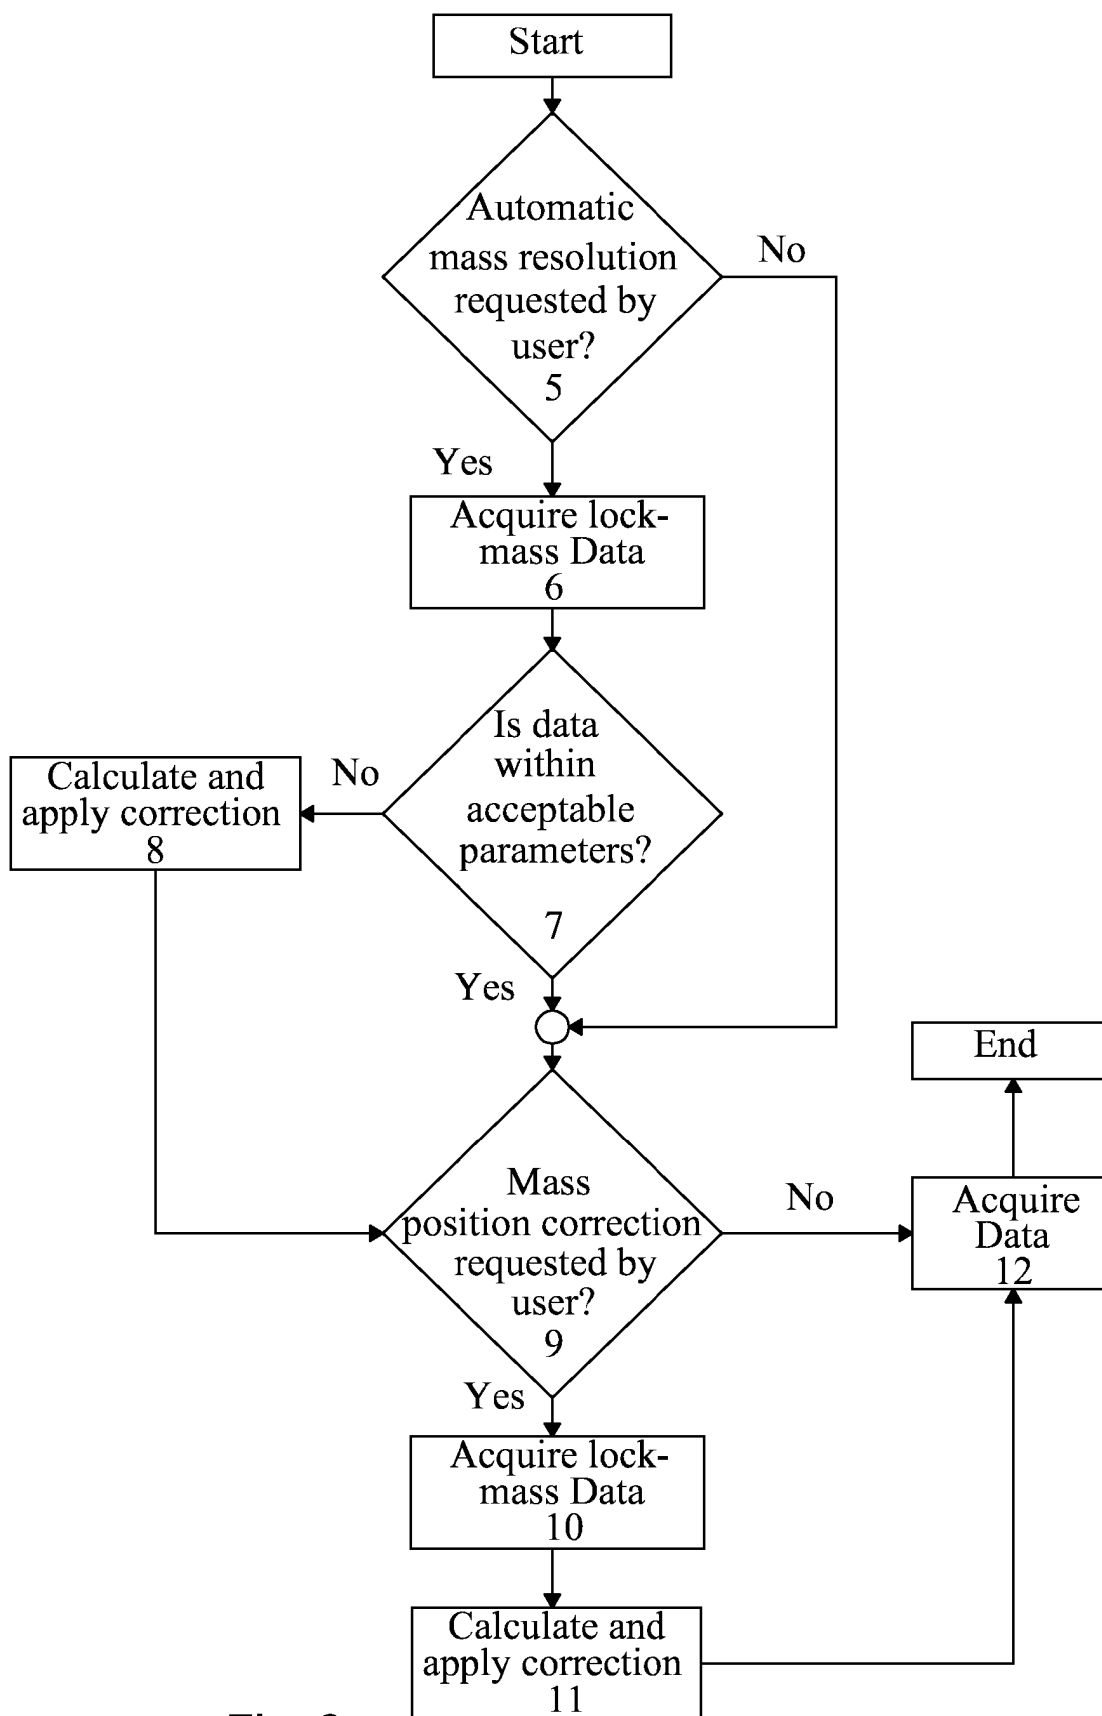 Start
Automatic
mass resolution
requested by
user?
5
No
Yes
Acquire lock-
mass Data
6
Is data
within
acceptable
parameters?
7
No
Calculate and
apply correction
8
Yes
Mass
position correction
requested by
user?
9
No
Acquire
Data
12
End
Yes
Acquire lock-
mass Data
10
Calculate and
apply correction
11